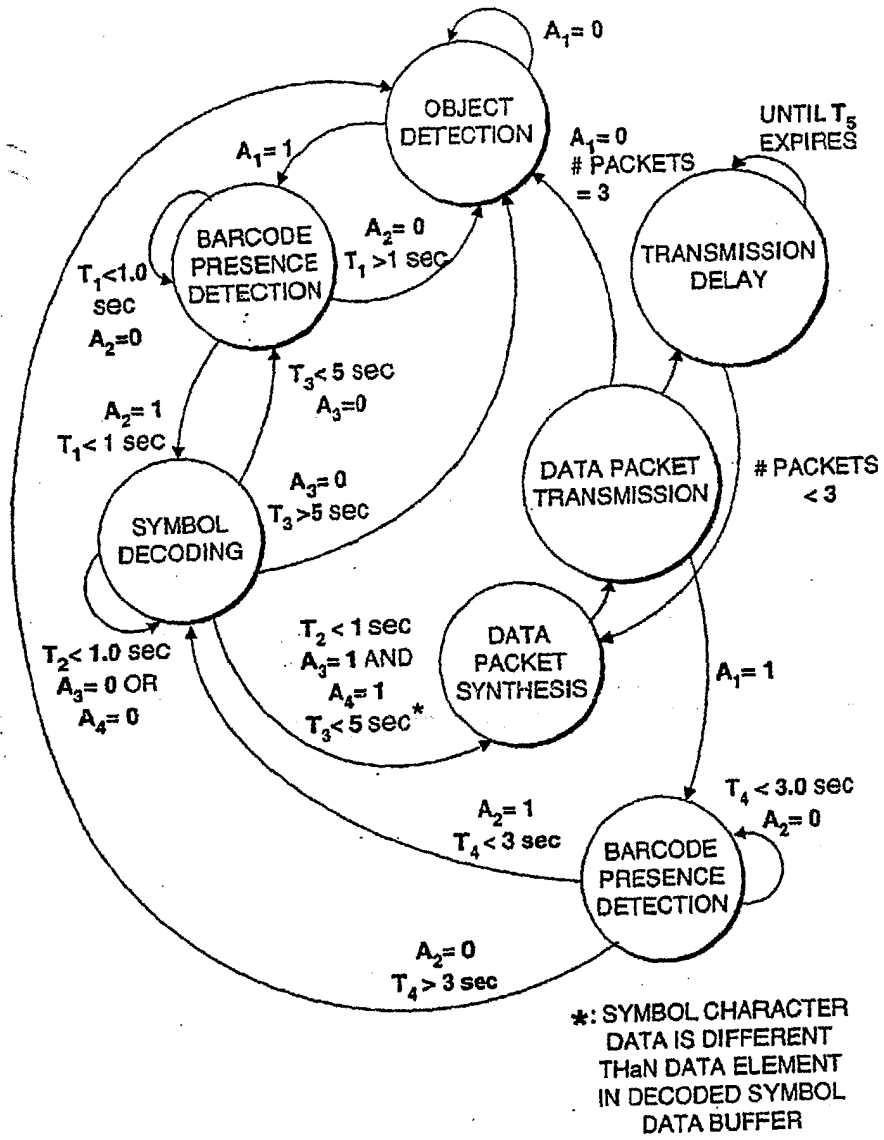 A₁= 0
OBJECT
DETECTION
A₁= 1
A₁= 0
# PACKETS
= 3
UNTIL T₅
EXPIRES
BARCODE
PRESENCE
DETECTION
A₂= 0
T₁ >1 sec
TRANSMISSION
DELAY
T₁<1.0
sec
A₂=0
T₃< 5 sec
A₃=0
A₂= 1
T₁< 1 sec
DATA PACKET
TRANSMISSION
# PACKETS
< 3
A₃= 0
T₃ >5 sec
SYMBOL
DECODING
T₂ < 1 sec
A₃= 1 AND
A₄= 1
T₃< 5 sec*
DATA
PACKET
SYNTHESIS
T₂< 1.0 sec
A₃= 0 OR
A₄= 0
A₁= 1
T₄ < 3.0 sec
A₂= 0
A₂= 1
T₄ < 3 sec
BARCODE
PRESENCE
DETECTION
A₂= 0
T₄ > 3 sec
*: SYMBOL CHARACTER
DATA IS DIFFERENT
THaN DATA ELEMENT
IN DECODED SYMBOL
DATA BUFFER